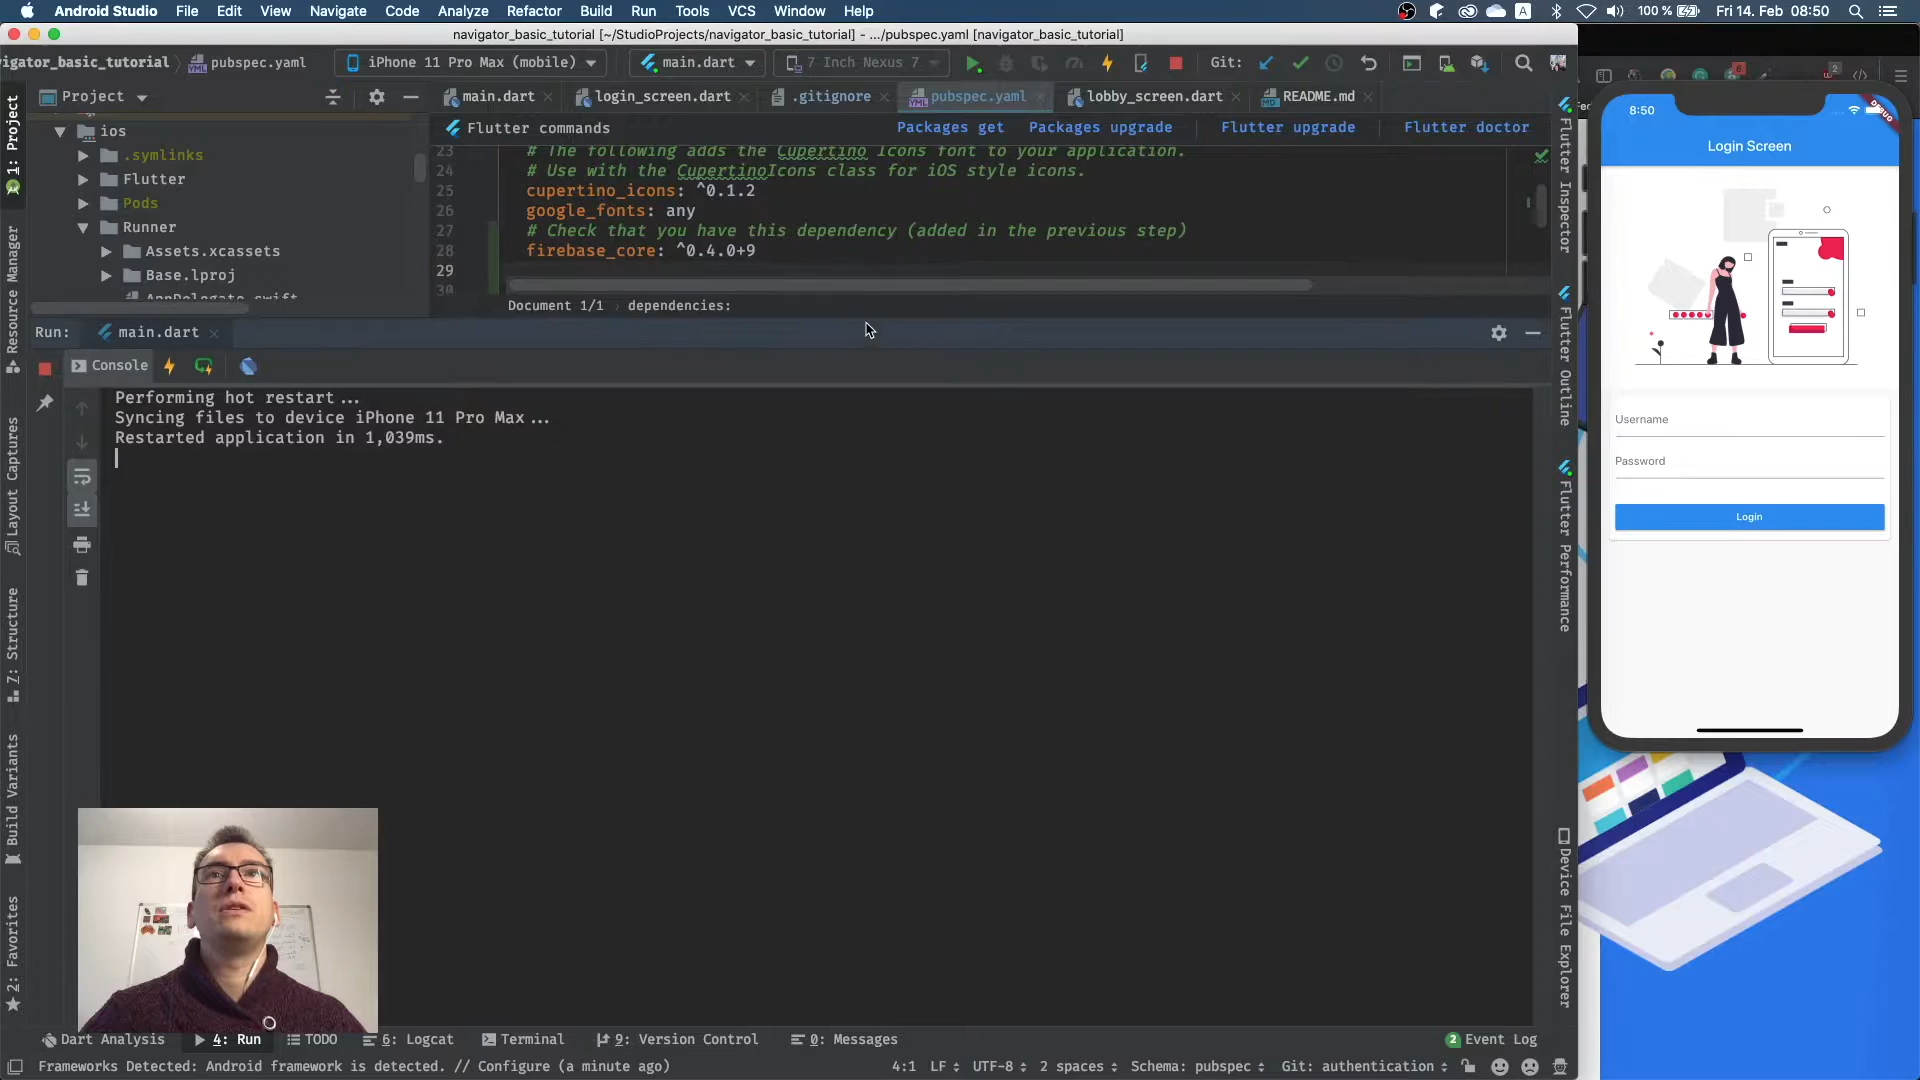 Android Studio File Edit View Navigate Code Analyze Refactor Build Run Tools VCS Window Help
A 100 % Fri 14. Feb 08:50
navigator_basic_tutorial [~/StudioProjects/navigator_basic_tutorial] - .../pubspec.yaml [navigator_basic_tutorial]
vigator_basic_tutorial pubspec.yaml iPhone 11 Pro Max (mobile) main.dart 7 Inch Nexus 7 Git:
Project main.dart login_screen.dart .gitignore pubspec.yaml lobby_screen.dart README.md
Flutter commands Packages get Packages upgrade Flutter upgrade Flutter doctor
ios
.symlinks
Flutter
Pods
Runner
Assets.xcassets
Base.lproj
AppDelegate.swift
23 # The following adds the Cupertino Icons font to your application.
24 # Use with the CupertinoIcons class for iOS style icons.
25 cupertino_icons: ^0.1.2
26 google_fonts: any
27 # Check that you have this dependency (added in the previous step)
28 firebase_core: ^0.4.0+9
29
30
Document 1/1 › dependencies:
Run: main.dart
Console
Performing hot restart...
Syncing files to device iPhone 11 Pro Max...
Restarted application in 1,039ms.
1: Project
Resource Manager
Layout Captures
7: Structure
Build Variants
2: Favorites
Flutter Inspector
Flutter Outline
Flutter Performance
Device File Explorer
8:50
DEBUG
Login Screen
Username
Password
Login
Dart Analysis 4: Run TODO 6: Logcat Terminal 9: Version Control 0: Messages 2 Event Log
Frameworks Detected: Android framework is detected. // Configure (a minute ago) 4:1 LF UTF-8 2 spaces Schema: pubspec Git: authentication